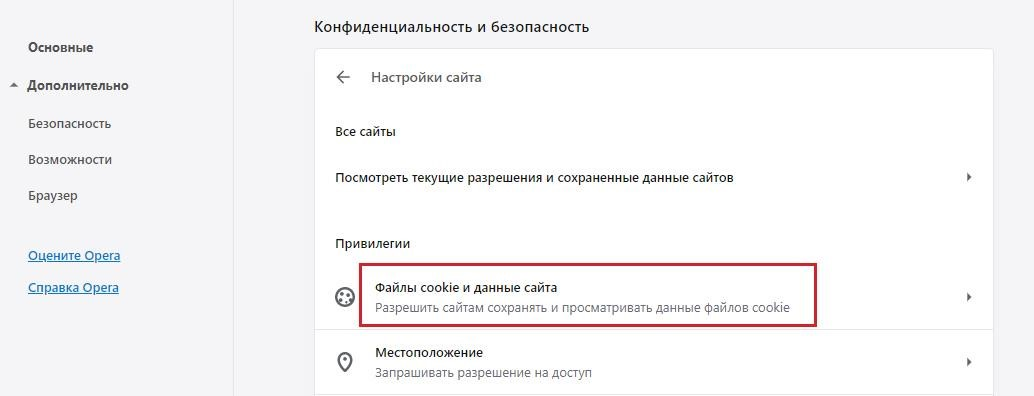 Основные
Дополнительно
Безопасность
Возможности
Браузер
Оцените Opera
Справка Opera
Конфиденциальность и безопасность
Настройки сайта
Все сайты
Посмотреть текущие разрешения и сохраненные данные сайтов
Привилегии
Файлы cookie и данные сайта
Разрешить сайтам сохранять и просматривать данные файлов cookie
Местоположение
Запрашивать разрешение на доступ